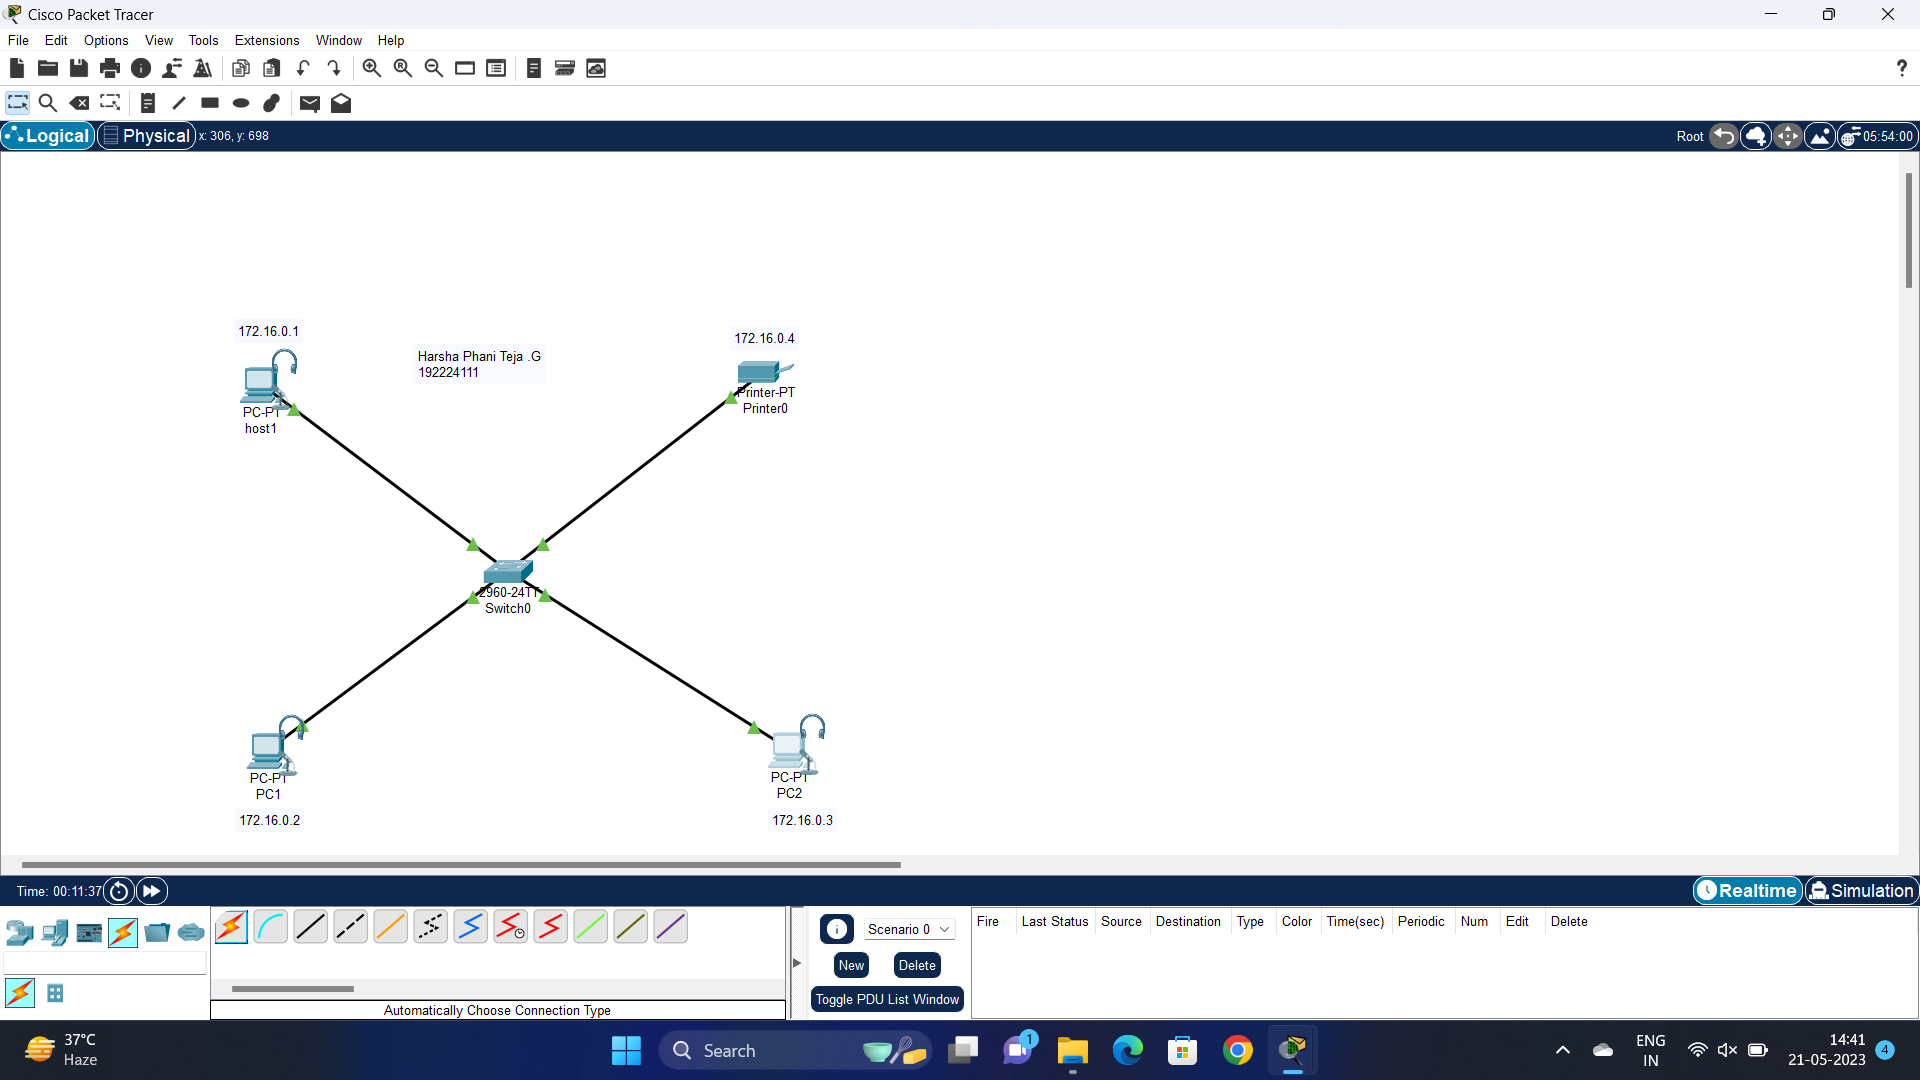 Cisco Packet Tracer
File Edit Options View Tools Extensions Window Help
?
Logical Physical x: 306, y: 698 Root 05:54:00
172.16.0.1
172.16.0.4
Harsha Phani Teja .G
192224111
PC-PT
host1
Printer-PT
Printer0
2960-24TT
Switch0
PC-PT
PC1
172.16.0.2
PC-PT
PC2
172.16.0.3
Time: 00:11:37 Realtime Simulation
Scenario 0
New Delete
Toggle PDU List Window
Fire Last Status Source Destination Type Color Time(sec) Periodic Num Edit Delete
Automatically Choose Connection Type
37°C
Haze
Search
1
ENG
IN
14:41
21-05-2023
4